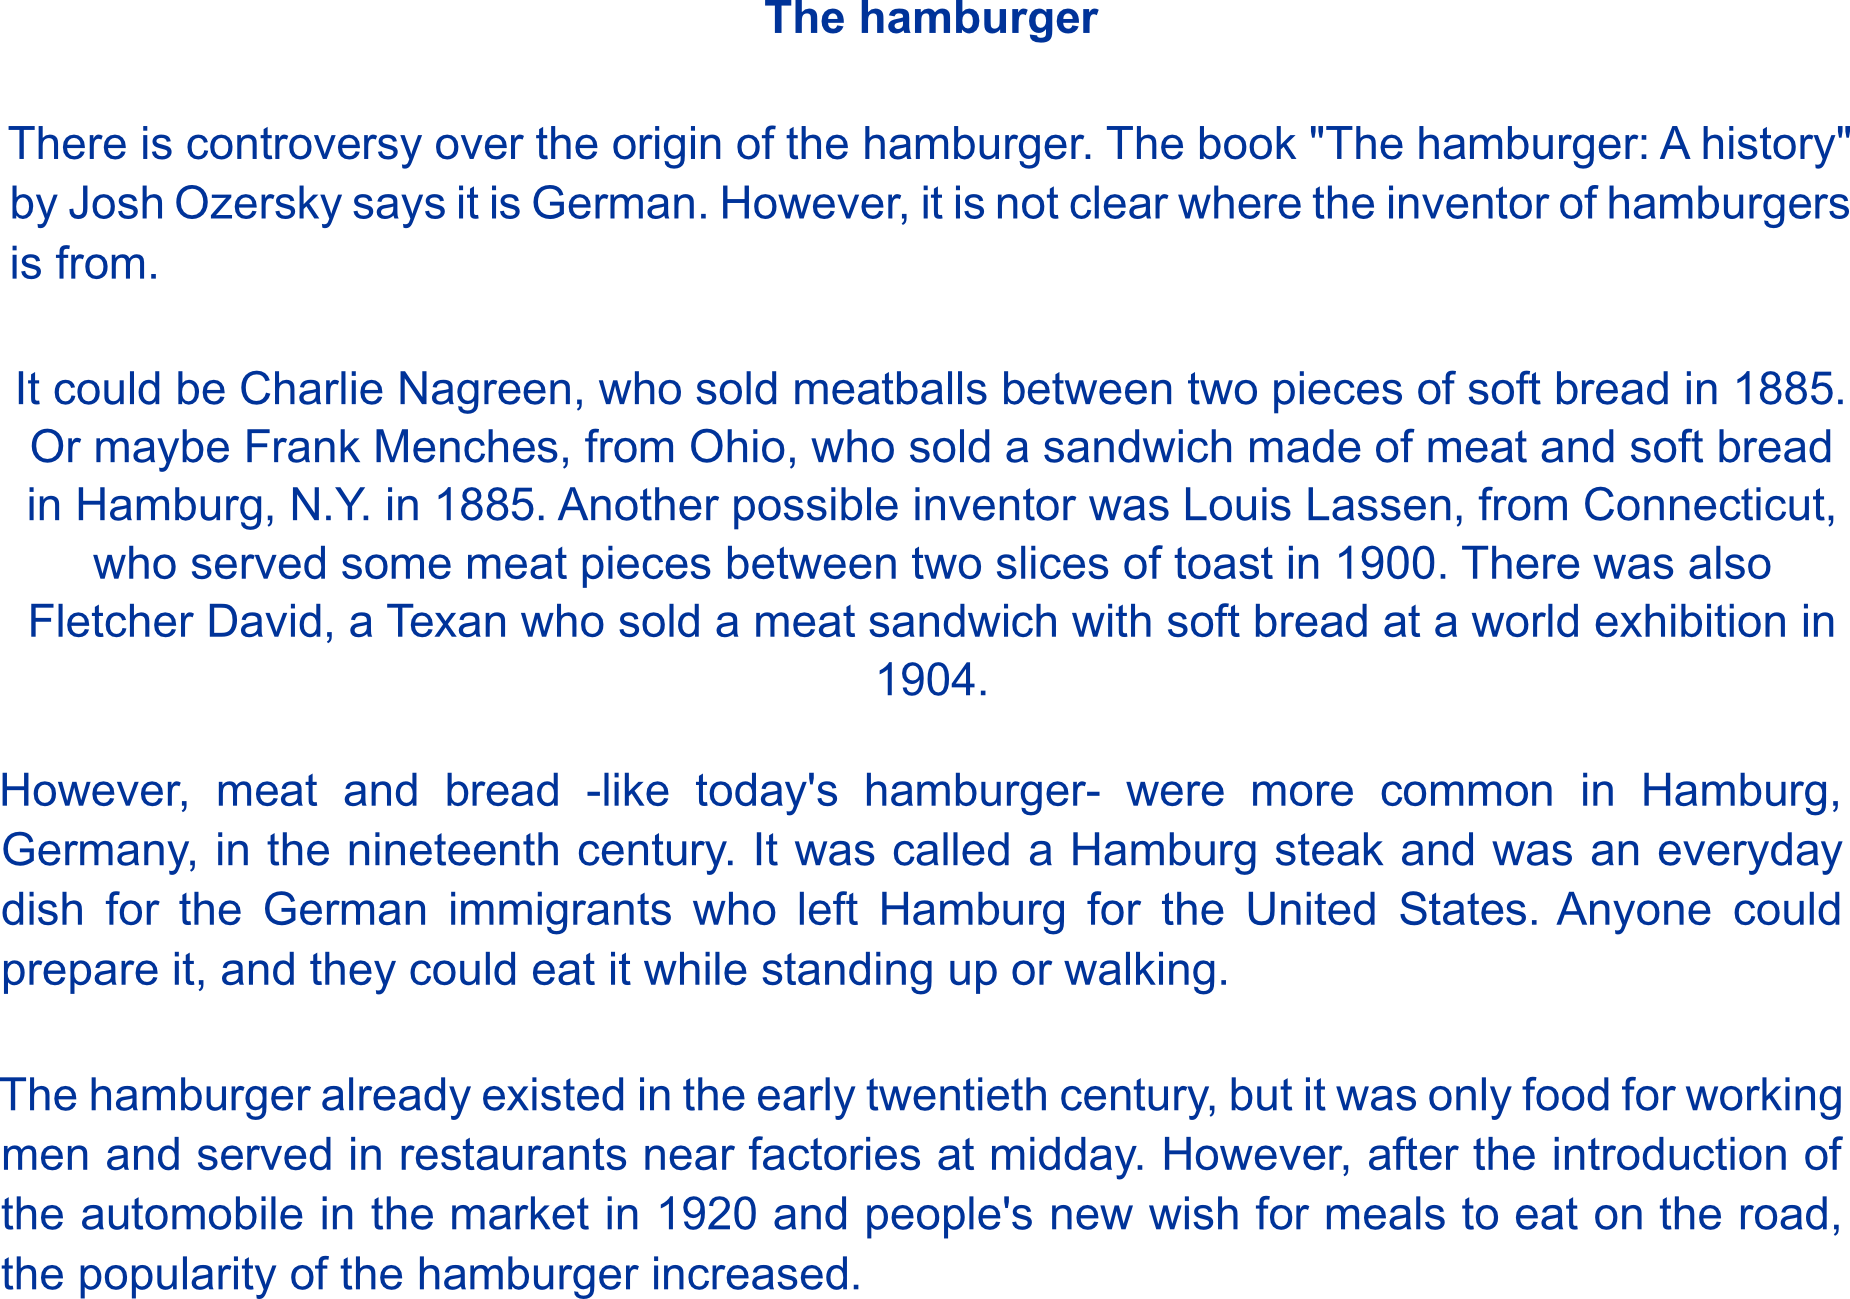 The hamburger
There is controversy over the origin of the hamburger. The book "The hamburger: A history"
by Josh Ozersky says it is German. However, it is not clear where the inventor of hamburgers
is from.
It could be Charlie Nagreen, who sold meatballs between two pieces of soft bread in 1885.
Or maybe Frank Menches, from Ohio, who sold a sandwich made of meat and soft bread
in Hamburg, N.Y. in 1885. Another possible inventor was Louis Lassen, from Connecticut,
who served some meat pieces between two slices of toast in 1900. There was also
Fletcher David, a Texan who sold a meat sandwich with soft bread at a world exhibition in
1904.
However, meat and bread -like today's hamburger- were more common in Hamburg,
Germany, in the nineteenth century. It was called a Hamburg steak and was an everyday
dish for the German immigrants who left Hamburg for the United States. Anyone could
prepare it, and they could eat it while standing up or walking.
The hamburger already existed in the early twentieth century, but it was only food for working
men and served in restaurants near factories at midday. However, after the introduction of
the automobile in the market in 1920 and people's new wish for meals to eat on the road,
the popularity of the hamburger increased.